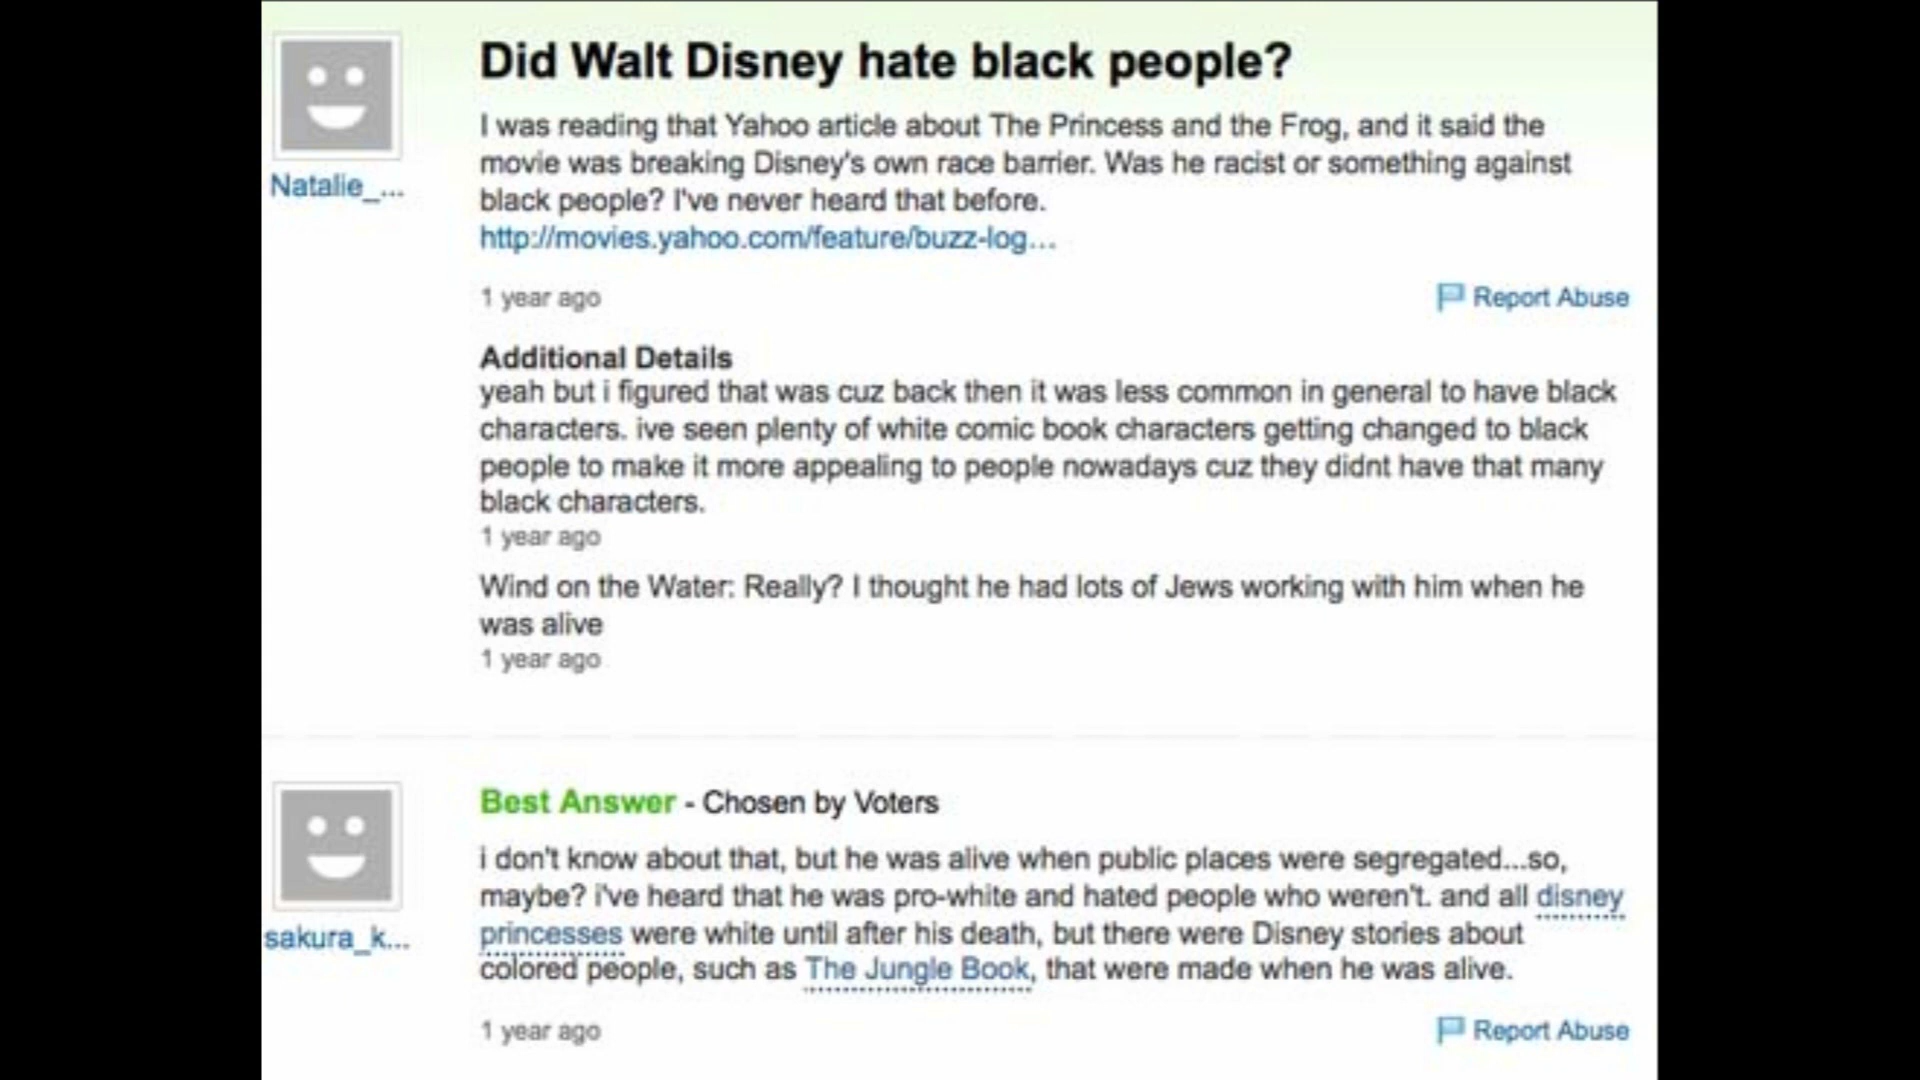 Did Walt Disney hate black people?
I was reading that Yahoo article about The Princess and the Frog, and it said the
movie was breaking Disney's own race barrier. Was he racist or something against
black people? I've never heard that before.
http://movies.yahoo.com/feature/buzz-log...
Natalie_...
1 year ago
Report Abuse
Additional Details
yeah but i figured that was cuz back then it was less common in general to have black
characters. ive seen plenty of white comic book characters getting changed to black
people to make it more appealing to people nowadays cuz they didnt have that many
black characters.
1 year ago
Wind on the Water: Really? I thought he had lots of Jews working with him when he
was alive
1 year ago
Best Answer - Chosen by Voters
i don't know about that, but he was alive when public places were segregated...so,
maybe? i've heard that he was pro-white and hated people who weren't. and all disney
princesses were white until after his death, but there were Disney stories about
colored people, such as The Jungle Book, that were made when he was alive.
sakura_k...
1 year ago
Report Abuse